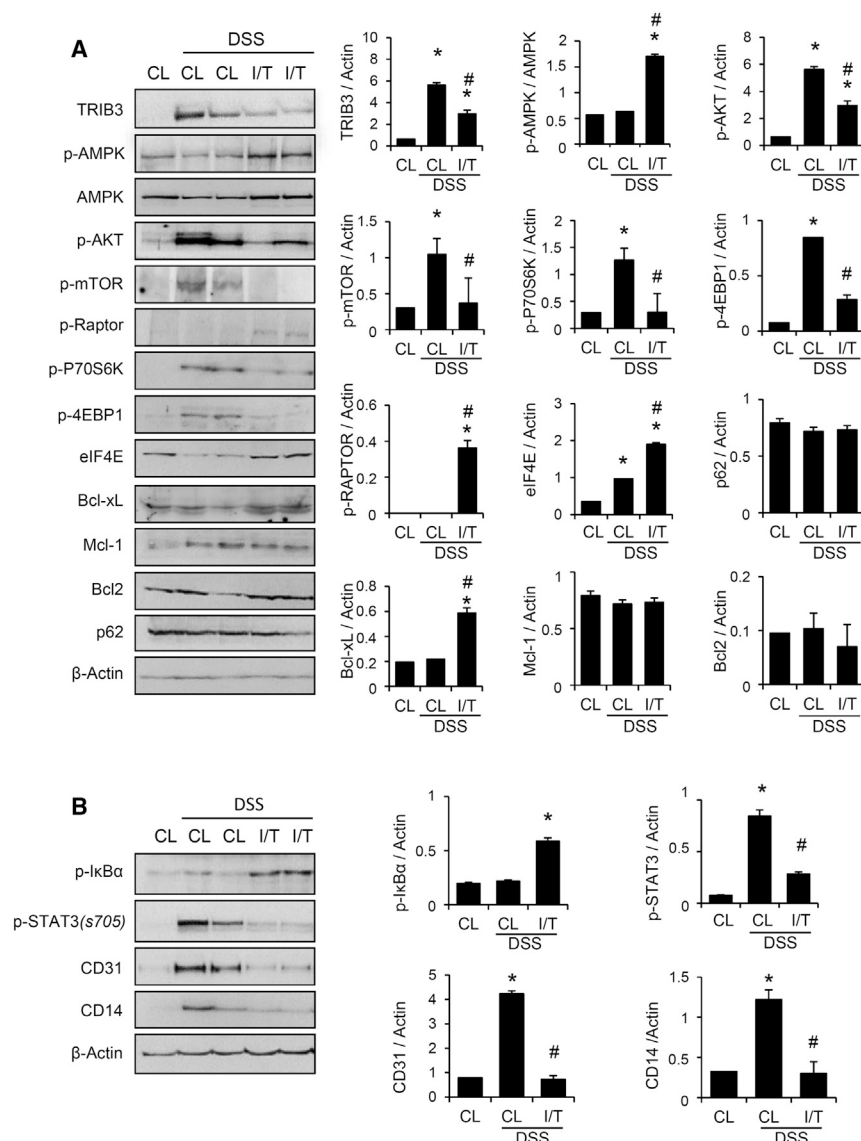 A
DSS
CL CL CL I/T I/T
TRIB3
p-AMPK
AMPK
p-AKT
p-mTOR
p-Raptor
p-P70S6K
p-4EBP1
eIF4E
Bcl-xL
Mcl-1
Bcl2
p62
β-Actin
TRIB3 / Actin
10
8
6
4
2
0
*
#
*
CL CL I/T
DSS
p-AMPK / AMPK
2
1.5
1
0.5
0
#
*
CL CL I/T
DSS
p-AKT / Actin
8
6
4
2
0
*
#
*
CL CL I/T
DSS
p-mTOR / Actin
1.5
1
0.5
0
*
#
CL CL I/T
DSS
p-P70S6K / Actin
2
1.5
1
0.5
0
*
#
CL CL I/T
DSS
p-4EBP1 / Actin
1
0.5
0
*
#
CL CL I/T
DSS
p-RAPTOR / Actin
0.6
0.4
0.2
0
#
*
CL CL I/T
DSS
eIF4E / Actin
3
2
1
0
*
#
*
CL CL I/T
DSS
p62 / Actin
1
0.5
0
CL CL I/T
DSS
Bcl-xL / Actin
0.8
0.6
0.4
0.2
0
#
*
CL CL I/T
DSS
Mcl-1 / Actin
1
0.5
0
CL CL I/T
DSS
Bcl2 / Actin
0.2
0.1
0
CL CL I/T
DSS
B
DSS
CL CL CL I/T I/T
p-IκBα
p-STAT3(s705)
CD31
CD14
β-Actin
p-IκBα / Actin
1
0.5
0
*
CL CL I/T
DSS
p-STAT3 / Actin
1
0.5
0
*
#
CL CL I/T
DSS
CD31 / Actin
5
4
3
2
1
0
*
#
CL CL I/T
DSS
CD14 /Actin
1.5
1
0.5
0
*
#
CL CL I/T
DSS